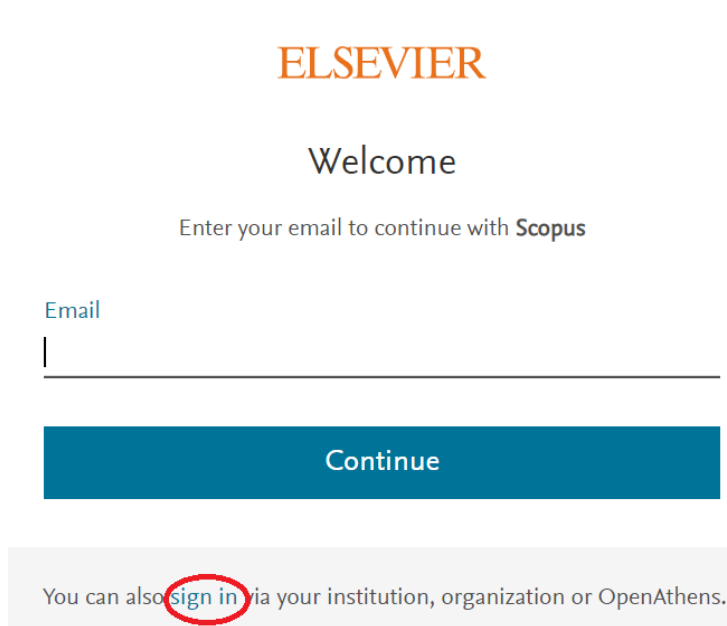 ELSEVIER
Welcome
Enter your email to continue with Scopus
Email
Continue
You can also sign in via your institution, organization or OpenAthens.